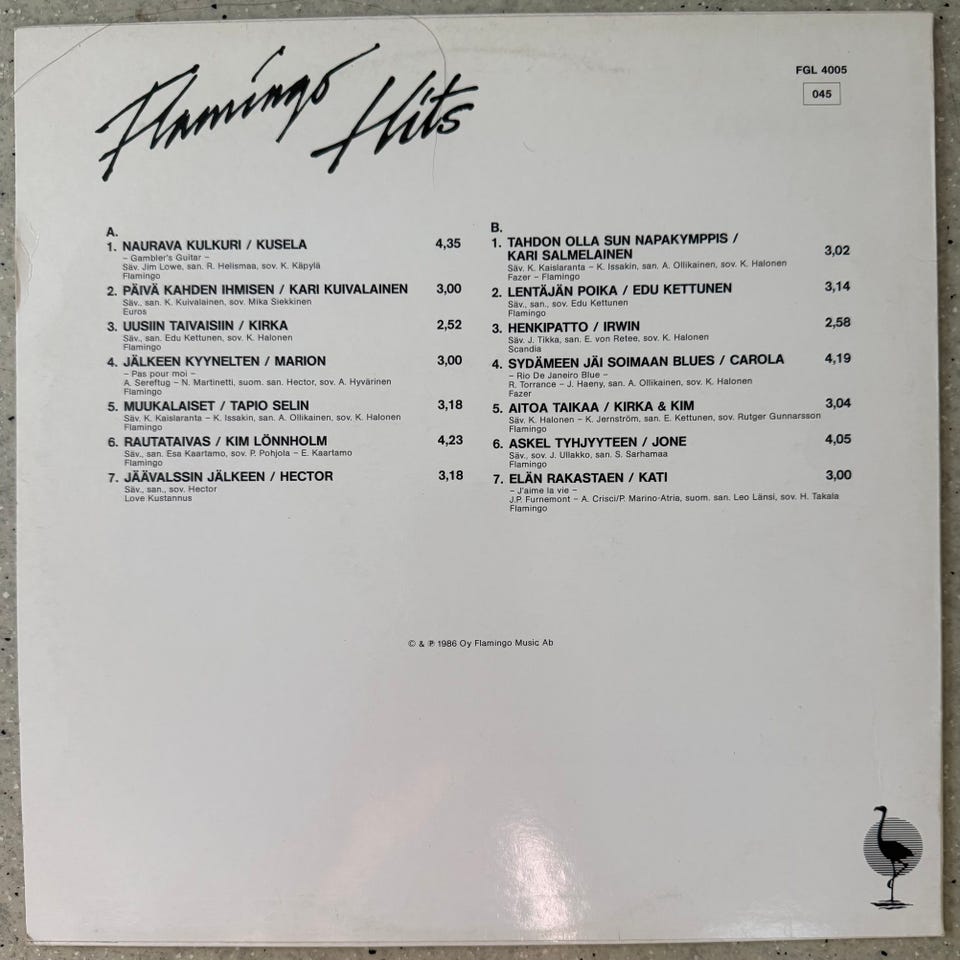 Flamingo Hits
FGL 4005
045
A.
1. NAURAVA KULKURI / KUSELA 4,35
– Gambler's Guitar –
Säv. Jim Lowe, san. R. Helismaa, sov. K. Käpylä
Flamingo
2. PÄIVÄ KAHDEN IHMISEN / KARI KUIVALAINEN 3,00
Säv., san. K. Kuivalainen, sov. Mika Siekkinen
Euros
3. UUSIIN TAIVAISIIN / KIRKA 2,52
Säv., san. Edu Kettunen, sov. K. Halonen
Flamingo
4. JÄLKEEN KYYNELTEN / MARION 3,00
– Pas pour moi –
A. Sereftug – N. Martinetti, suom. san. Hector, sov. A. Hyvärinen
Flamingo
5. MUUKALAISET / TAPIO SELIN 3,18
Säv. K. Kaislaranta – K. Issakin, san. A. Ollikainen, sov. K. Halonen
Flamingo
6. RAUTATAIVAS / KIM LÖNNHOLM 4,23
Säv., san. Esa Kaartamo, sov. P. Pohjola – E. Kaartamo
Flamingo
7. JÄÄVALSSIN JÄLKEEN / HECTOR 3,18
Säv., san., sov. Hector
Love Kustannus
B.
1. TAHDON OLLA SUN NAPAKYMPPIS /
KARI SALMELAINEN 3,02
Säv. K. Kaislaranta – K. Issakin, san. A. Ollikainen, sov. K. Halonen
Fazer – Flamingo
2. LENTÄJÄN POIKA / EDU KETTUNEN 3,14
Säv., san., sov. Edu Kettunen
Flamingo
3. HENKIPATTO / IRWIN 2,58
Säv. J. Tikka, san. E. von Retee, sov. K. Halonen
Scandia
4. SYDÄMEEN JÄI SOIMAAN BLUES / CAROLA 4,19
– Rio De Janeiro Blue –
R. Torrance – J. Haeny, san. A. Ollikainen, sov. K. Halonen
Fazer
5. AITOA TAIKAA / KIRKA & KIM 3,04
Säv. K. Halonen – K. Jernström, san. E. Kettunen, sov. Rutger Gunnarsson
Flamingo
6. ASKEL TYHJYYTEEN / JONE 4,05
Säv., sov. J. Ullakko, san. S. Sarhamaa
Flamingo
7. ELÄN RAKASTAEN / KATI 3,00
– J'aime la vie –
J.P. Furnemont – A. Crisci/P. Marino-Atria, suom. san. Leo Länsi, sov. H. Takala
Flamingo
© & ℗ 1986 Oy Flamingo Music Ab